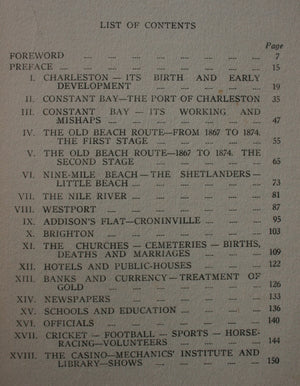 LIST OF CONTENTS
Page
FOREWORD 7
PREFACE 15
I. CHARLESTON — ITS BIRTH AND EARLY
DEVELOPMENT 19
II. CONSTANT BAY—THE PORT OF CHARLESTON 35
III. CONSTANT BAY — ITS WORKING AND
MISHAPS 47
IV. THE OLD BEACH ROUTE—FROM 1867 TO 1874.
THE FIRST STAGE 55
V. THE OLD BEACH ROUTE—1867 TO 1874. THE
SECOND STAGE 65
VI. NINE-MILE BEACH — THE SHETLANDERS—
LITTLE BEACH 73
VII. THE NILE RIVER 81
VIII. WESTPORT 87
IX. ADDISON'S FLAT—CRONINVILLE 95
X. BRIGHTON 103
XI. THE CHURCHES — CEMETERIES — BIRTHS,
DEATHS AND MARRIAGES 109
XII. HOTELS AND PUBLIC-HOUSES 122
XIII. BANKS AND CURRENCY—TREATMENT OF
GOLD 126
XIV. NEWSPAPERS 133
XV. SCHOOLS AND EDUCATION 136
XVI. OFFICIALS 140
XVII. CRICKET — FOOTBALL — SPORTS — HORSE-
RACING—VOLUNTEERS 144
XVIII. THE CASINO—MECHANICS' INSTITUTE AND
LIBRARY—SHOWS 150